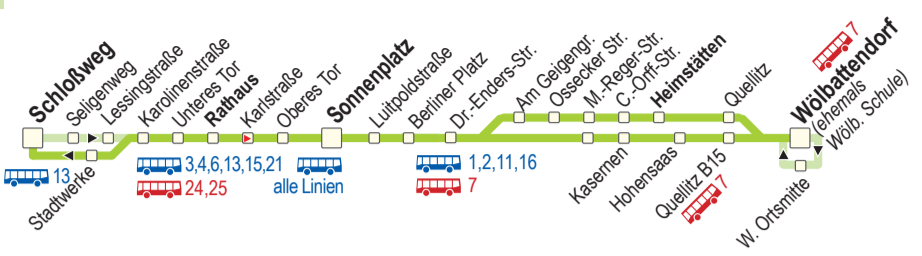 Schloßweg
Seligenweg
Lessingstraße
Stadtwerke
13
Karolinenstraße
Unteres Tor
Rathaus
Karlstraße
Oberes Tor
3,4,6,13,15,21
24,25
Sonnenplatz
alle Linien
Luitpoldstraße
Berliner Platz
Dr.-Enders-Str.
1,2,11,16
7
Am Geigengr.
Ossecker Str.
M.-Reger-Str.
C.-Orff-Str.
Heimstätten
Quellitz
Kasernen
Hohensaas
Quellitz B15
7
7
Wölbattendorf
(ehemals
Wölb. Schule)
W. Ortsmitte